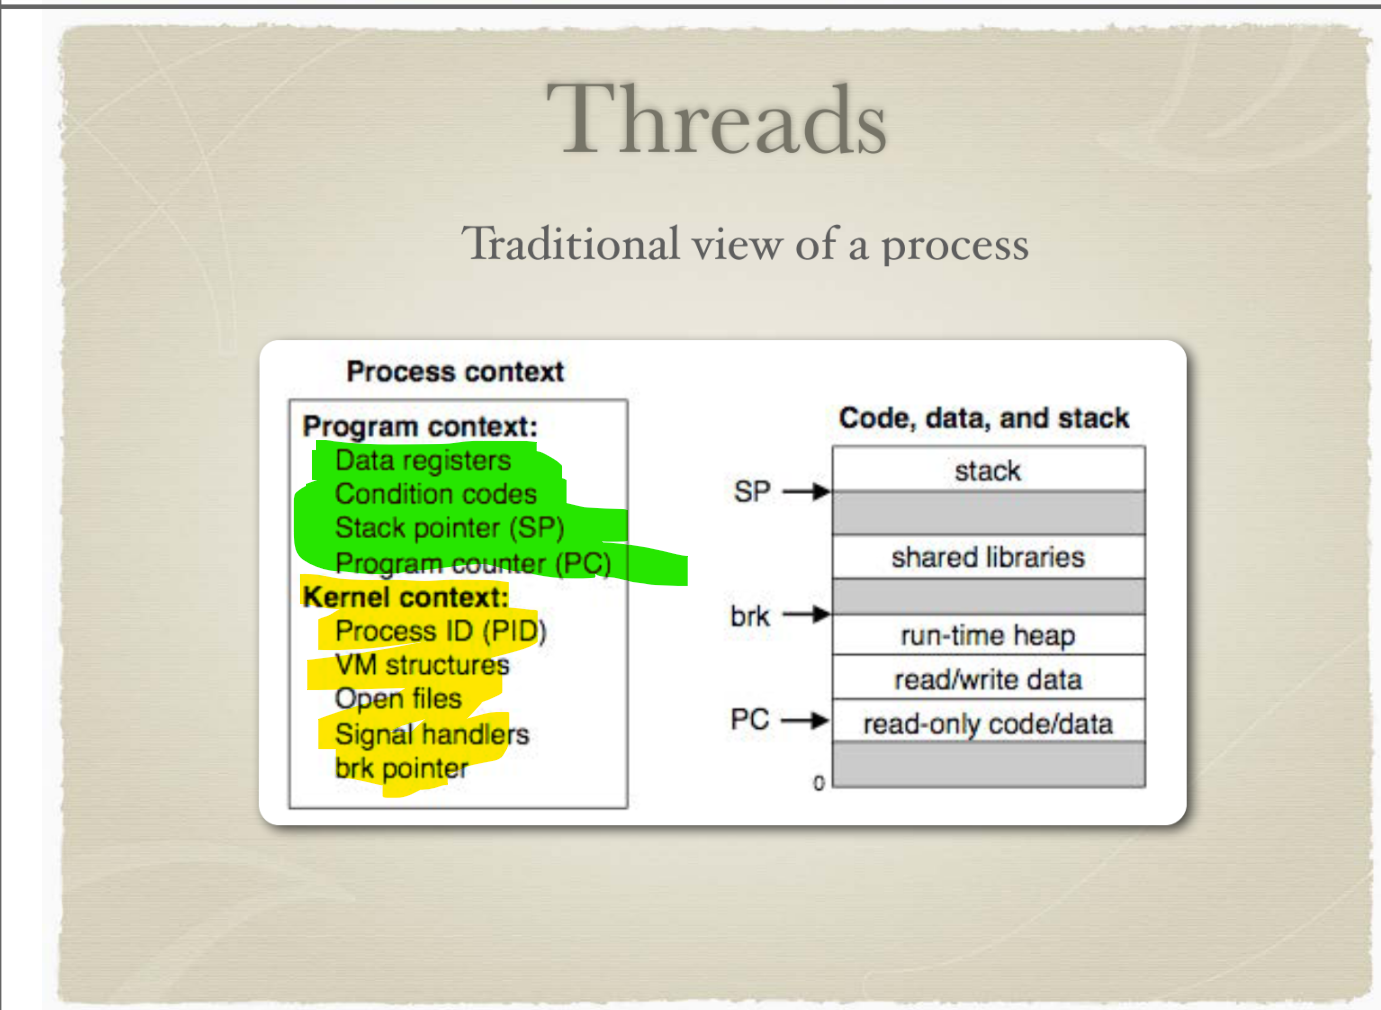 Threads
Traditional view of a process
Process context
Program context:
Data registers
Condition codes
Stack pointer (SP)
Program counter (PC)
Kernel context:
Process ID (PID)
VM structures
Open files
Signal handlers
brk pointer
Code, data, and stack
stack
SP
shared libraries
brk
run-time heap
read/write data
PC
read-only code/data
0